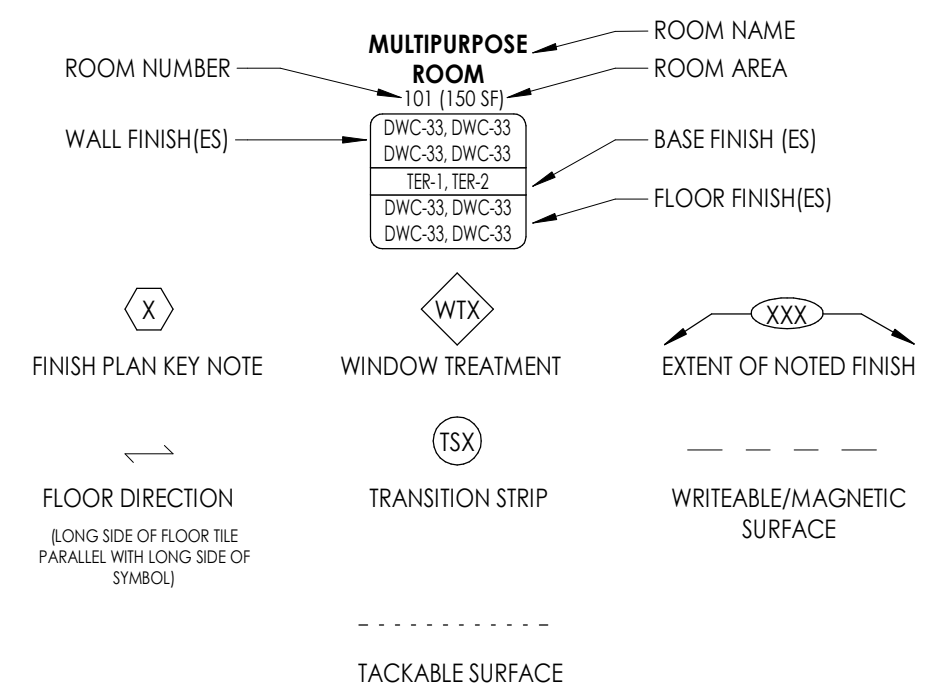 MULTIPURPOSE
ROOM
101 (150 SF)
ROOM NAME
ROOM NUMBER
ROOM AREA
WALL FINISH(ES)
DWC-33, DWC-33
DWC-33, DWC-33
TER-1, TER-2
DWC-33, DWC-33
DWC-33, DWC-33
BASE FINISH (ES)
FLOOR FINISH(ES)
X
FINISH PLAN KEY NOTE
WTX
WINDOW TREATMENT
XXX
EXTENT OF NOTED FINISH
FLOOR DIRECTION
(LONG SIDE OF FLOOR TILE
PARALLEL WITH LONG SIDE OF
SYMBOL)
TSX
TRANSITION STRIP
WRITEABLE/MAGNETIC
SURFACE
TACKABLE SURFACE